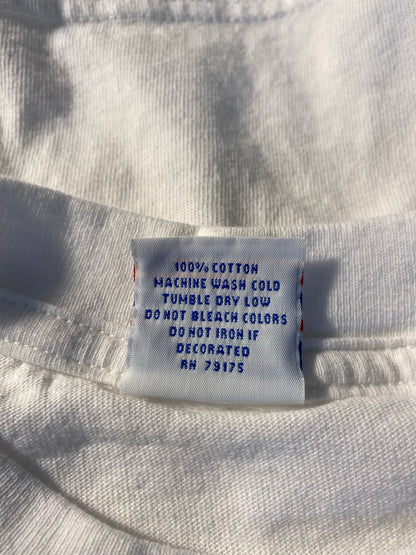 100% COTTON
MACHINE WASH COLD
TUMBLE DRY LOW
DO NOT BLEACH COLORS
DO NOT IRON IF
DECORATED
RN 79175